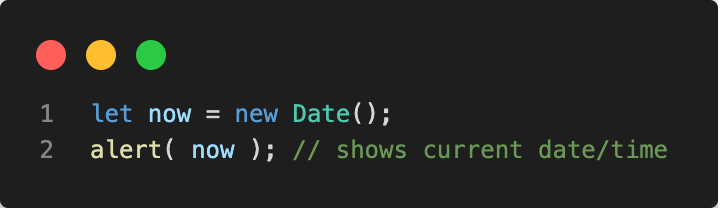 1 let now = new Date();
2 alert( now ); // shows current date/time